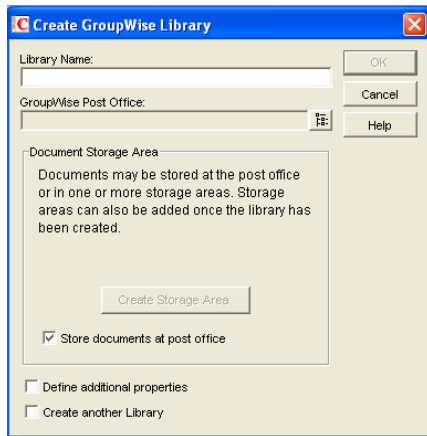 Create GroupWise Library
Library Name:
OK
GroupWise Post Office:
Cancel
Help
Document Storage Area
Documents may be stored at the post office
or in one or more storage areas. Storage
areas can also be added once the library has
been created.
Create Storage Area
Store documents at post office
Define additional properties
Create another Library